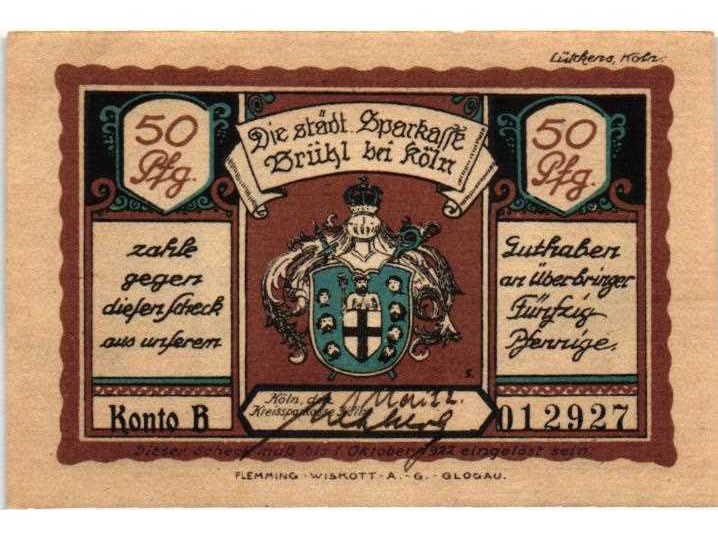 Lütkens, Köln.
50
Pfg.
Die städt. Sparkasse
Brühl bei Köln
50
Pfg.
zahle
gegen
diesen Scheck
aus unserem
Guthaben
an Überbringer
Fünfzig
Pfennige.
Konto B
Köln, den
Kreissparkasse Köln
012927
Dieser Scheck muß bis 1. Oktober 1922 eingelöst sein.
FLEMMING - WISKOTT - A. - G. - GLOGAU.